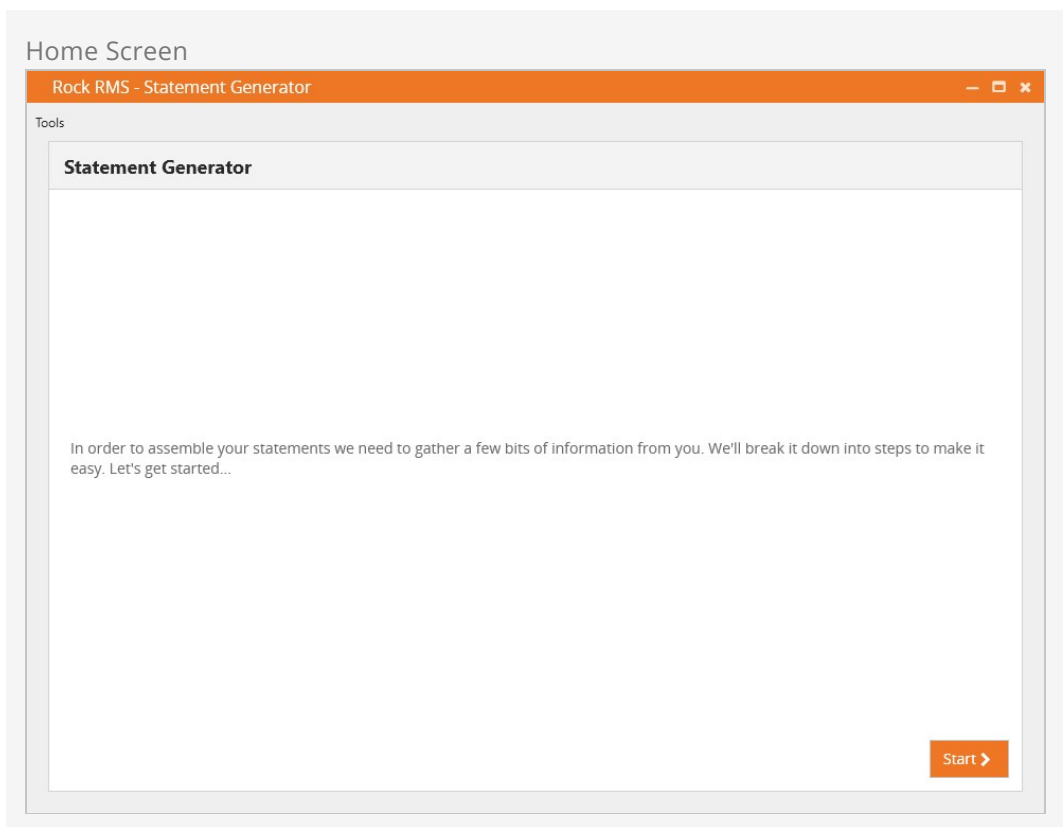 Home Screen
Rock RMS - Statement Generator
Tools
Statement Generator
In order to assemble your statements we need to gather a few bits of information from you. We'll break it down into steps to make it
easy. Let's get started...
Start